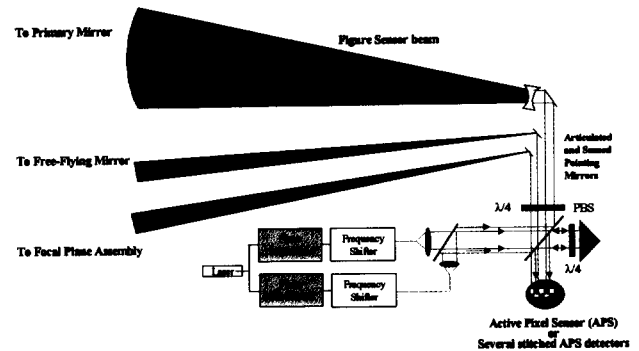 To Primary Mirror
Figure Sensor beam
Articulated
and Sensed
Pointing
Mirrors
To Free-Flying Mirror
λ/4
PBS
To Focal Plane Assembly
Frequency
Shifter
λ/4
Laser
Frequency
Shifter
Active Pixel Sensor (APS)
or
Several stitched APS detectors